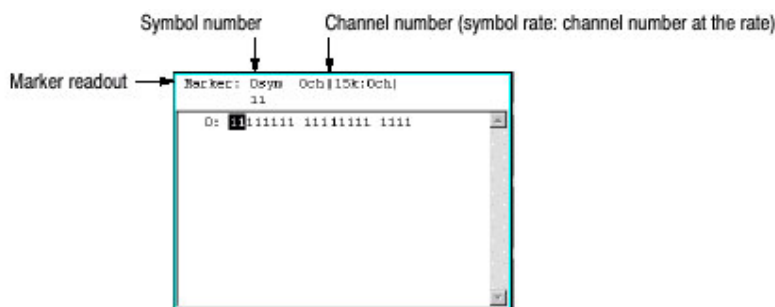 Symbol number
Channel number (symbol rate: channel number at the rate)
Marker readout
Marker: 0sym 0ch|15k:0ch|
11
0: 11111111 11111111 1111